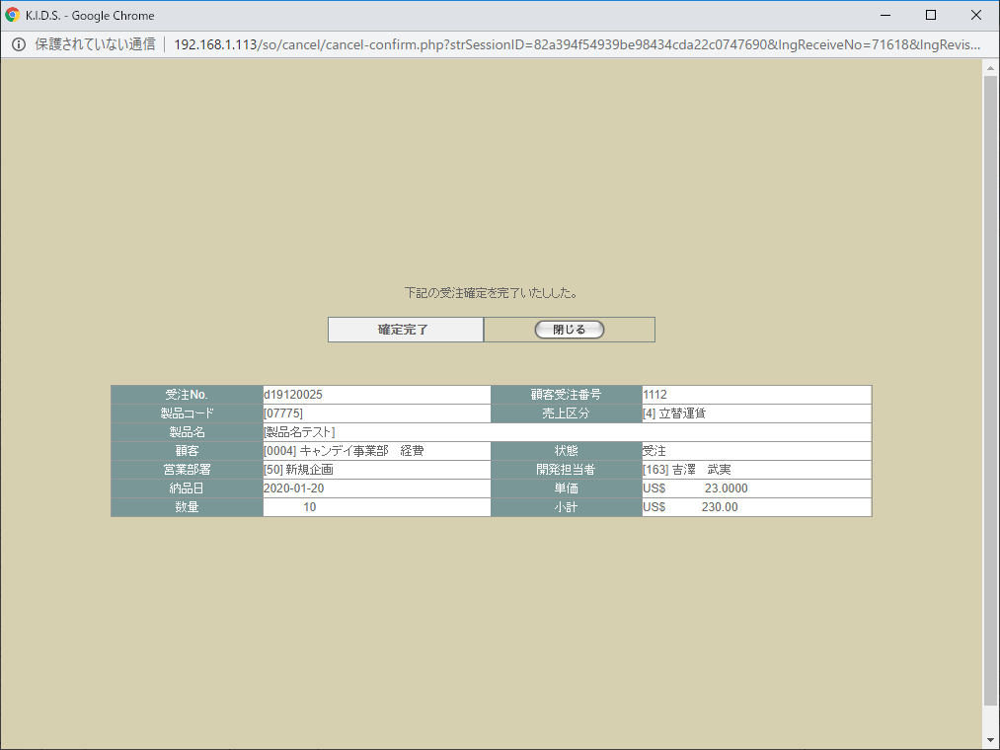 K.I.D.S. - Google Chrome
保護されていない通信 192.168.1.113/so/cancel/cancel-confirm.php?strSessionID=82a394f54939be98434cda22c0747690&lngReceiveNo=71618&lngRevis...
下記の受注確定を完了いたしした。
確定完了 閉じる
受注No. d19120025 顧客受注番号 1112
製品コード [07775] 売上区分 [4] 立替運賃
製品名 [製品名テスト]
顧客 [0004] キャンデイ事業部　経費 状態 受注
営業部署 [50] 新規企画 開発担当者 [163] 吉澤　武実
納品日 2020-01-20 単価 US$ 23.0000
数量 10 小計 US$ 230.00